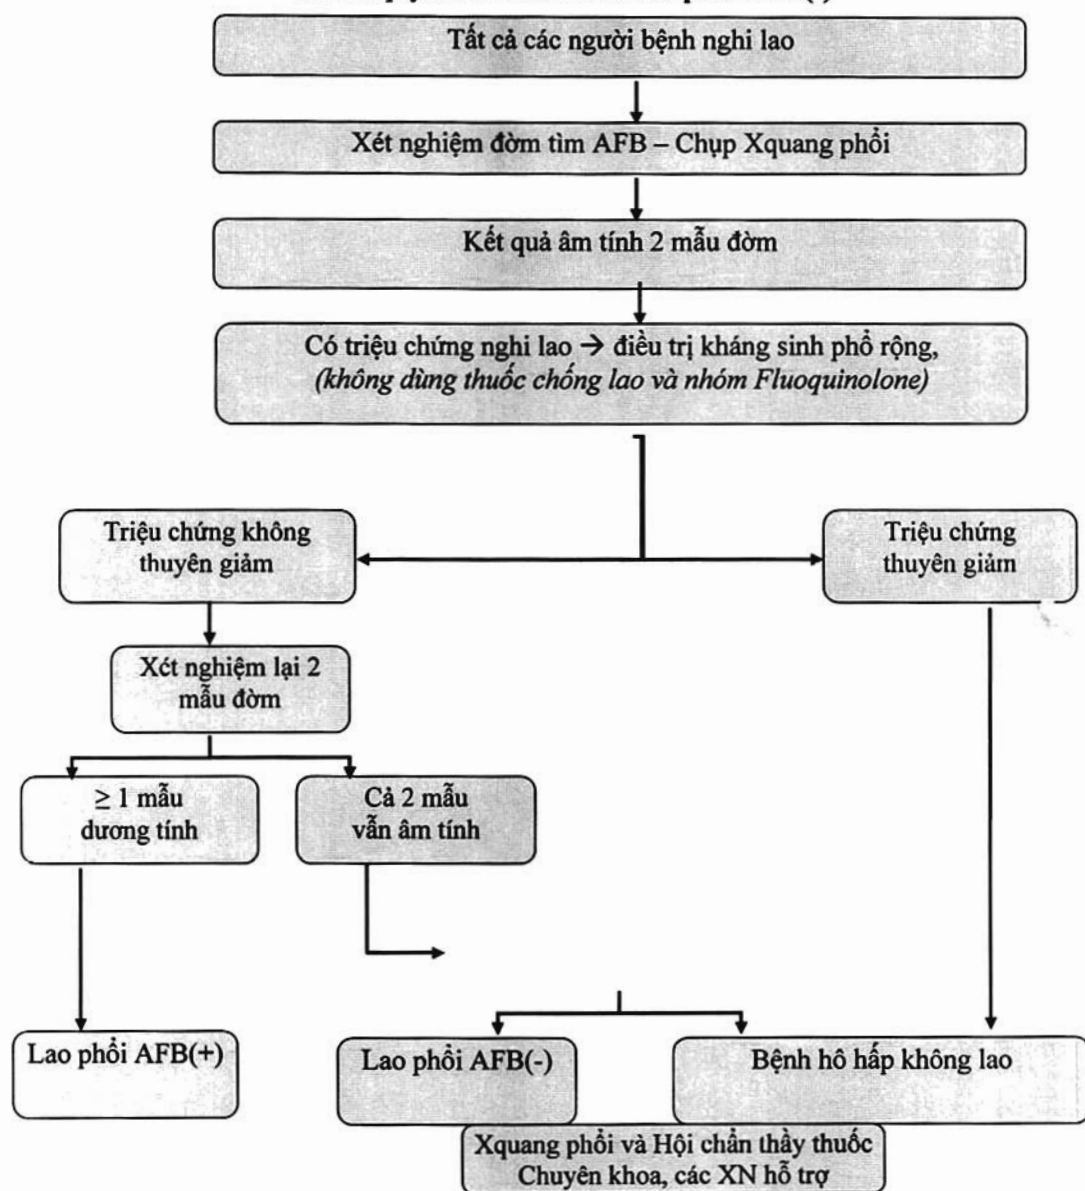 Tất cả các người bệnh nghi lao
Xét nghiệm đờm tìm AFB – Chụp Xquang phổi
Kết quả âm tính 2 mẫu đờm
Có triệu chứng nghi lao → điều trị kháng sinh phổ rộng,
(không dùng thuốc chống lao và nhóm Fluoquinolone)
Triệu chứng không
thuyên giảm
Triệu chứng
thuyên giảm
Xét nghiệm lại 2
mẫu đờm
≥ 1 mẫu
dương tính
Cả 2 mẫu
vẫn âm tính
Lao phổi AFB(+)
Lao phổi AFB(-)
Bệnh hô hấp không lao
Xquang phổi và Hội chẩn thầy thuốc
Chuyên khoa, các XN hỗ trợ